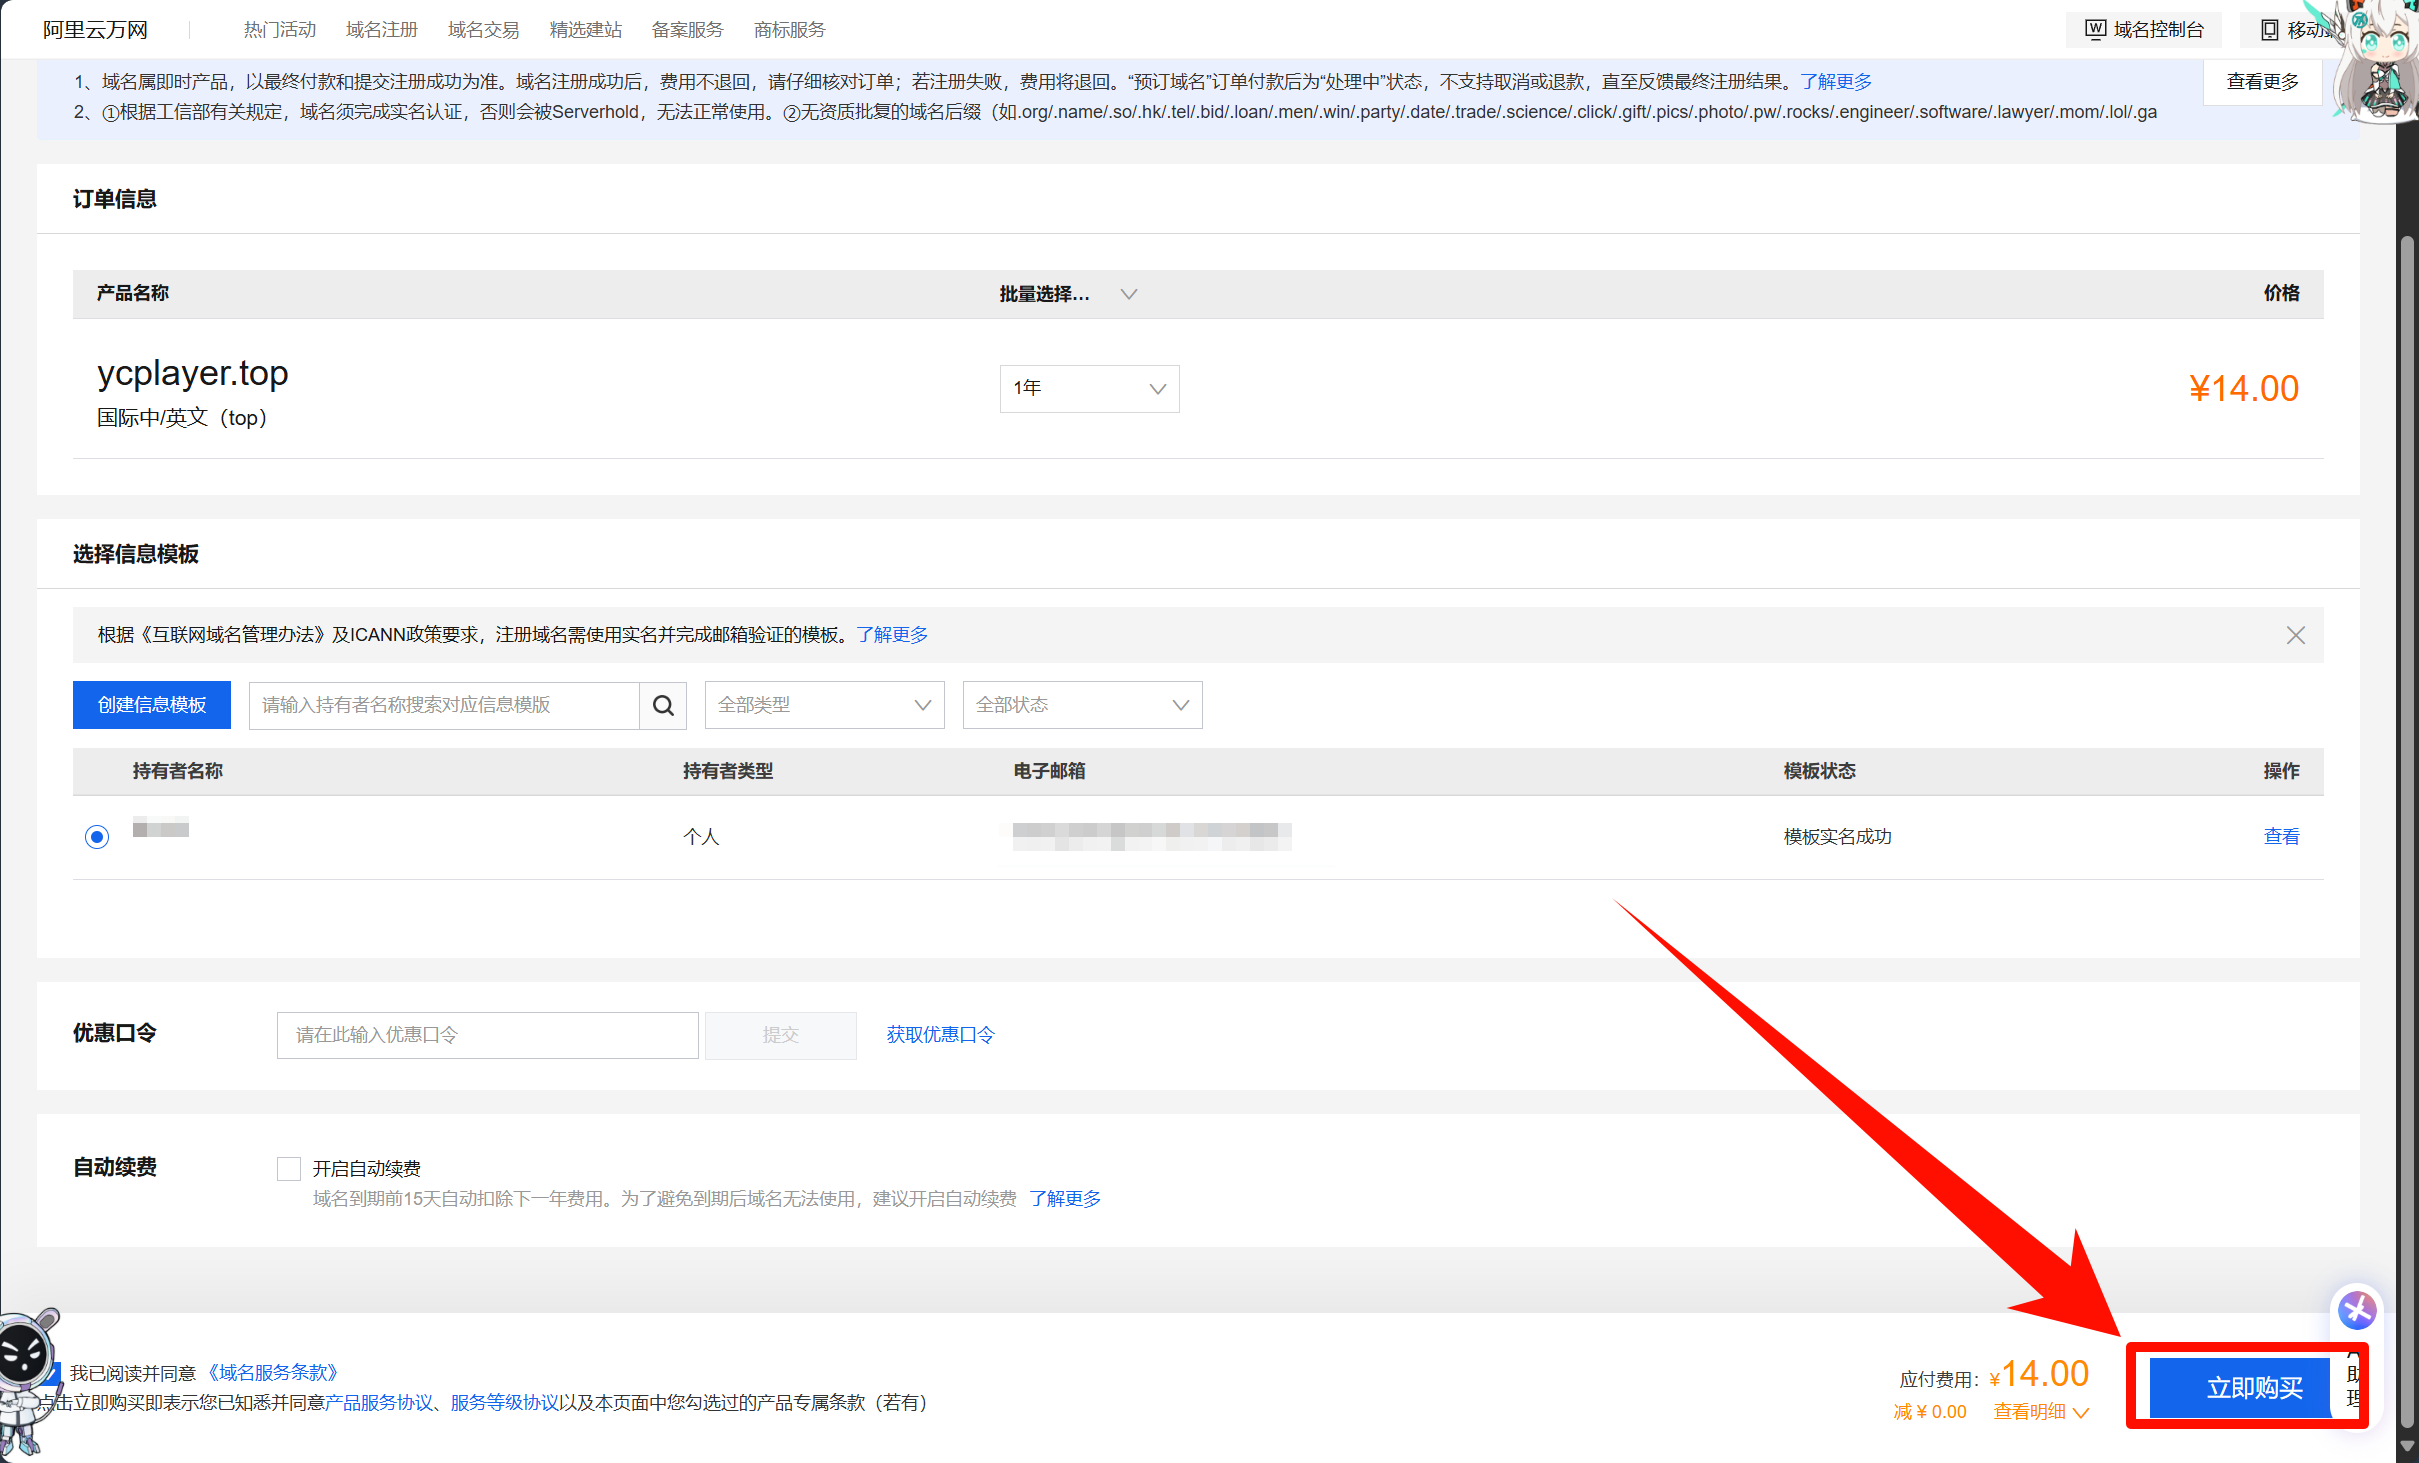 阿里云万网
热门活动 域名注册 域名交易 精选建站 备案服务 商标服务
域名控制台
移动
1、域名属即时产品，以最终付款和提交注册成功为准。域名注册成功后，费用不退回，请仔细核对订单；若注册失败，费用将退回。“预订域名”订单付款后为“处理中”状态，不支持取消或退款，直至反馈最终注册结果。了解更多
查看更多
2、①根据工信部有关规定，域名须完成实名认证，否则会被Serverhold，无法正常使用。②无资质批复的域名后缀（如.org/.name/.so/.hk/.tel/.bid/.loan/.men/.win/.party/.date/.trade/.science/.click/.gift/.pics/.photo/.pw/.rocks/.engineer/.software/.lawyer/.mom/.lol/.ga
订单信息
产品名称 批量选择... 价格
ycplayer.top
1年
¥14.00
国际中/英文（top）
选择信息模板
根据《互联网域名管理办法》及ICANN政策要求，注册域名需使用实名并完成邮箱验证的模板。了解更多
创建信息模板 请输入持有者名称搜索对应信息模版 全部类型 全部状态
持有者名称 持有者类型 电子邮箱 模板状态 操作
个人 模板实名成功 查看
优惠口令 请在此输入优惠口令 提交 获取优惠口令
自动续费 开启自动续费
域名到期前15天自动扣除下一年费用。为了避免到期后域名无法使用，建议开启自动续费 了解更多
我已阅读并同意《域名服务条款》
点击立即购买即表示您已知悉并同意产品服务协议、服务等级协议以及本页面中您勾选过的产品专属条款（若有）
应付费用：¥14.00
减 ¥ 0.00 查看明细
立即购买
助
理